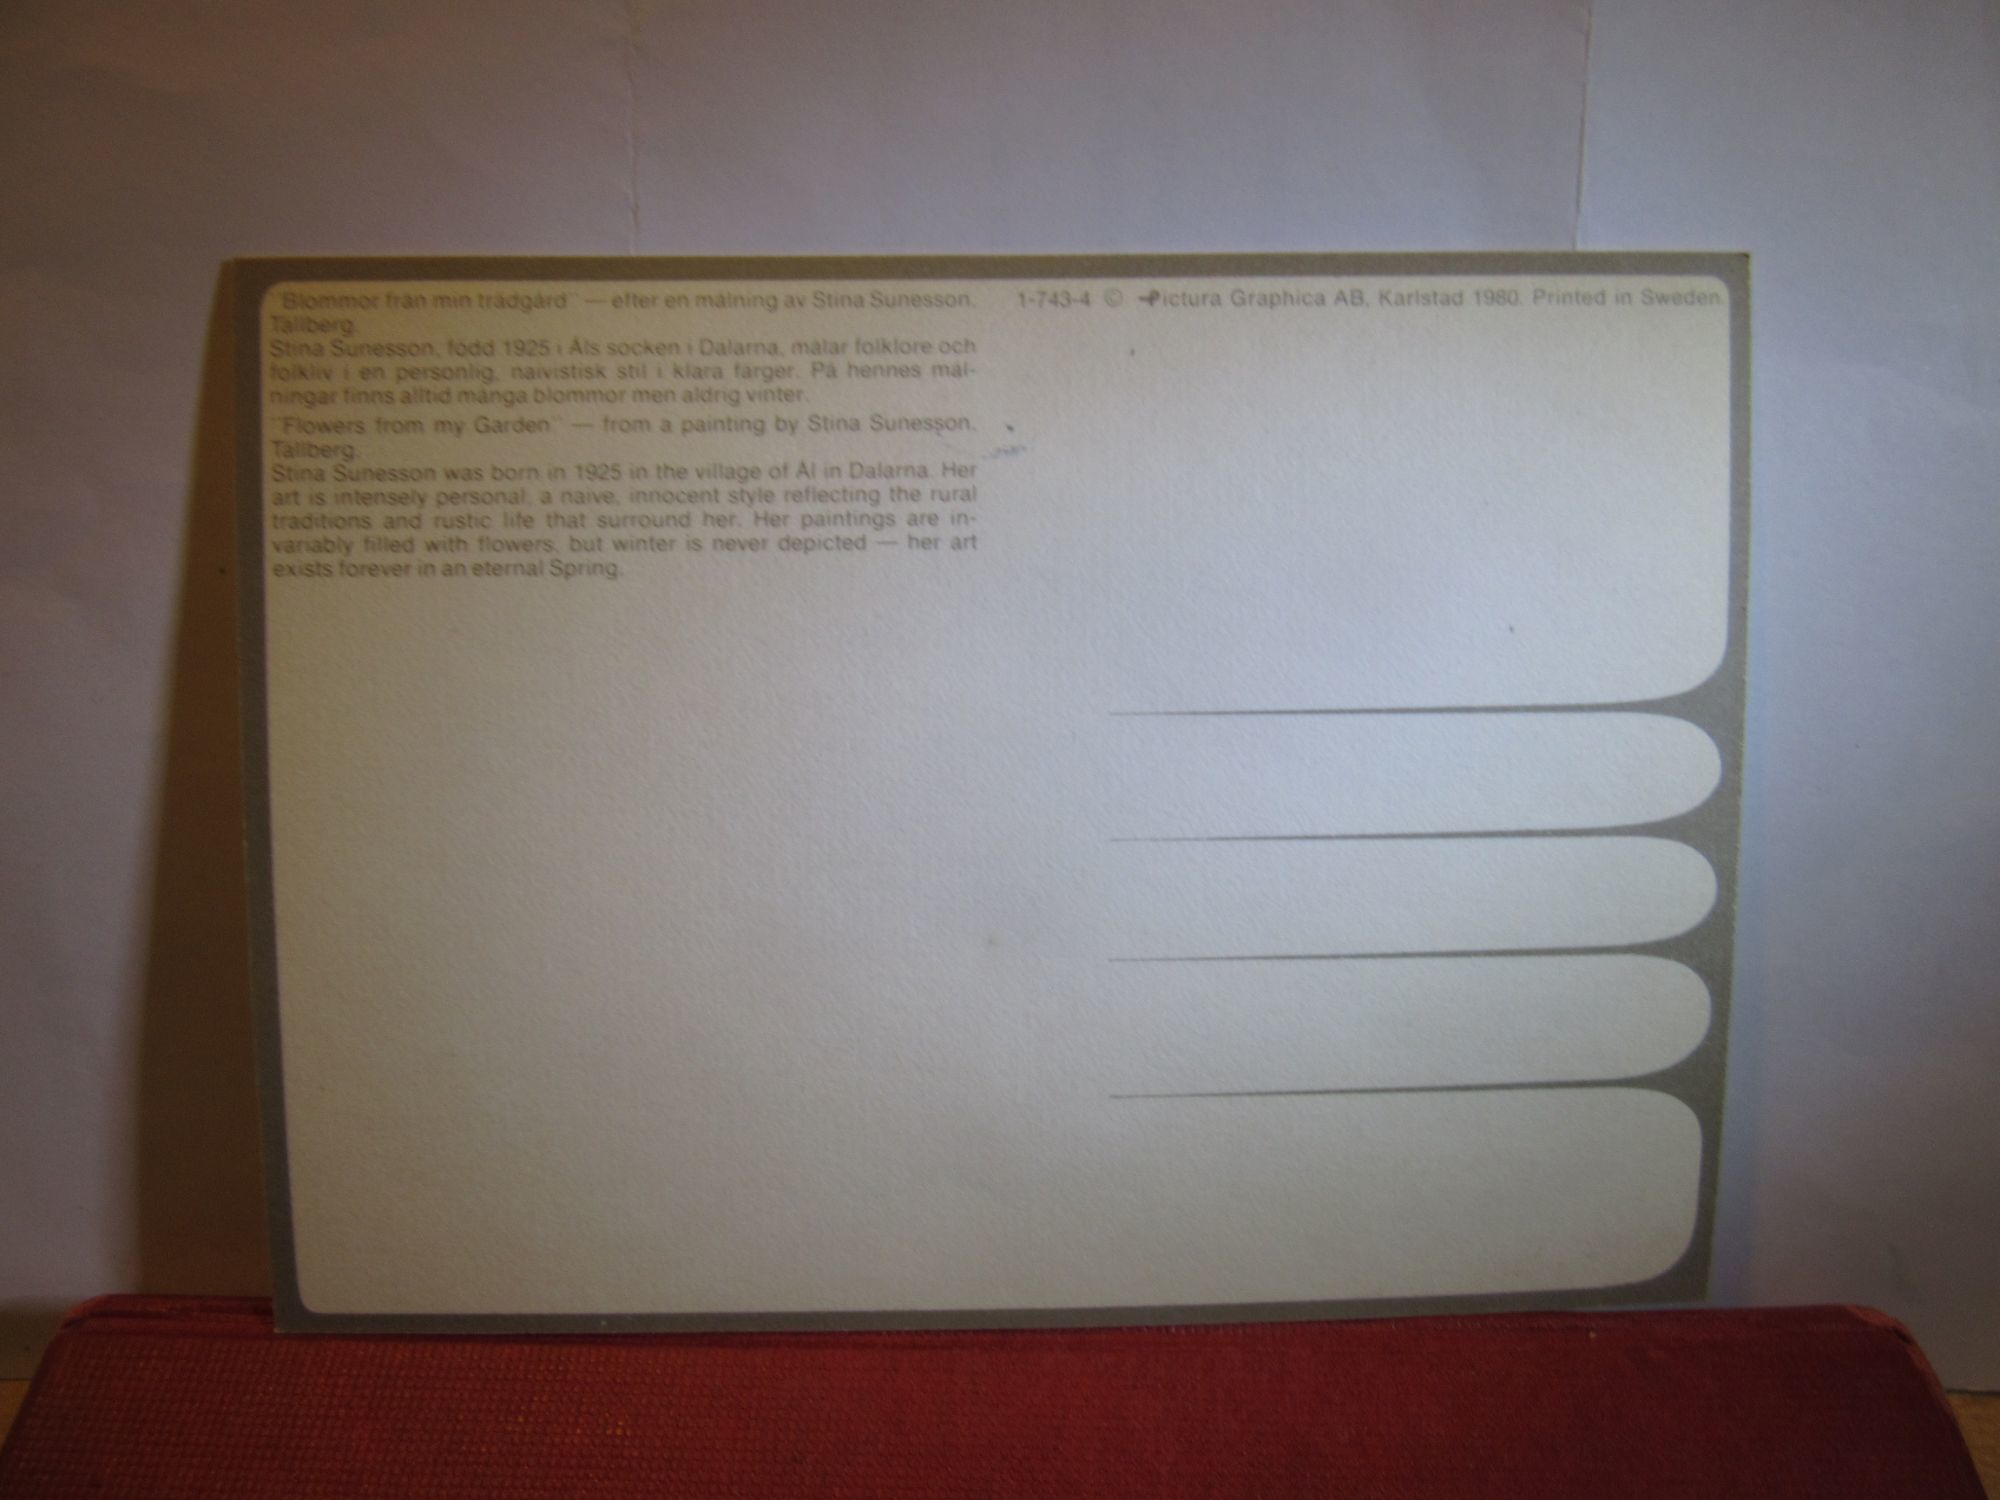 "Blommor från min trädgård" — efter en målning av Stina Sunesson,
Tällberg.
Stina Sunesson, född 1925 i Åls socken i Dalarna, målar folklore och
folkliv i en personlig, naivistisk stil i klara färger. På hennes mål-
ningar finns alltid många blommor men aldrig vinter.
"Flowers from my Garden" — from a painting by Stina Sunesson,
Tällberg.
Stina Sunesson was born in 1925 in the village of Ål in Dalarna. Her
art is intensely personal, a naive, innocent style reflecting the rural
traditions and rustic life that surround her. Her paintings are in-
variably filled with flowers, but winter is never depicted — her art
exists forever in an eternal Spring.
1-743-4 © Pictura Graphica AB, Karlstad 1980. Printed in Sweden.